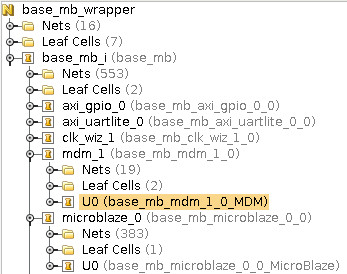 base_mb_wrapper
Nets (16)
Leaf Cells (7)
base_mb_i (base_mb)
Nets (553)
Leaf Cells (2)
axi_gpio_0 (base_mb_axi_gpio_0_0)
axi_uartlite_0 (base_mb_axi_uartlite_0_0)
clk_wiz_1 (base_mb_clk_wiz_1_0)
mdm_1 (base_mb_mdm_1_0)
Nets (19)
Leaf Cells (2)
U0 (base_mb_mdm_1_0_MDM)
microblaze_0 (base_mb_microblaze_0_0)
Nets (383)
Leaf Cells (1)
U0 (base_mb_microblaze_0_0_MicroBlaze)